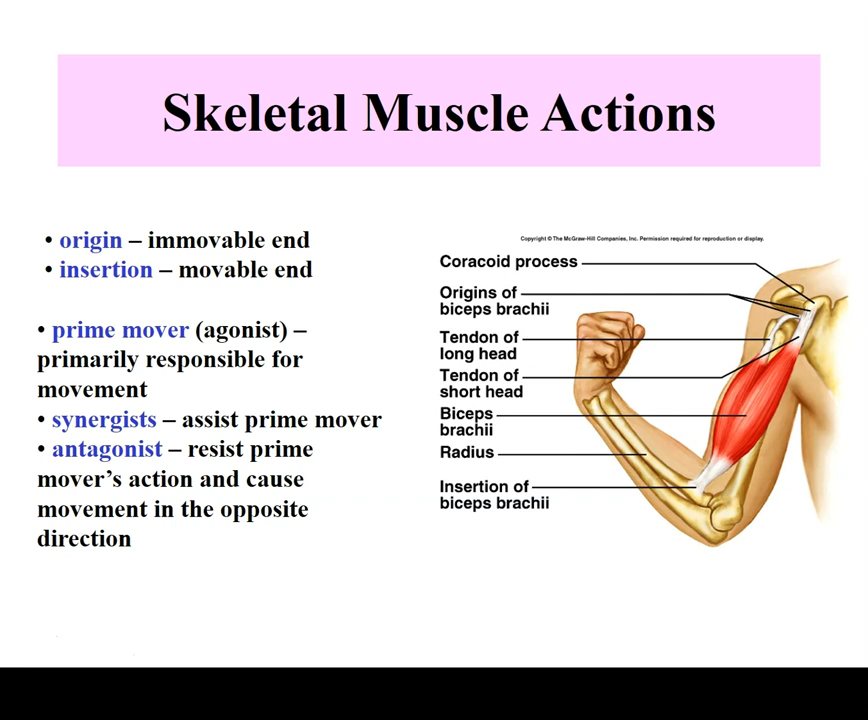 Skeletal Muscle Actions
• origin – immovable end
• insertion – movable end
• prime mover (agonist) –
primarily responsible for
movement
• synergists – assist prime mover
• antagonist – resist prime
mover’s action and cause
movement in the opposite
direction
Copyright © The McGraw-Hill Companies, Inc. Permission required for reproduction or display.
Coracoid process
Origins of
biceps brachii
Tendon of
long head
Tendon of
short head
Biceps
brachii
Radius
Insertion of
biceps brachii